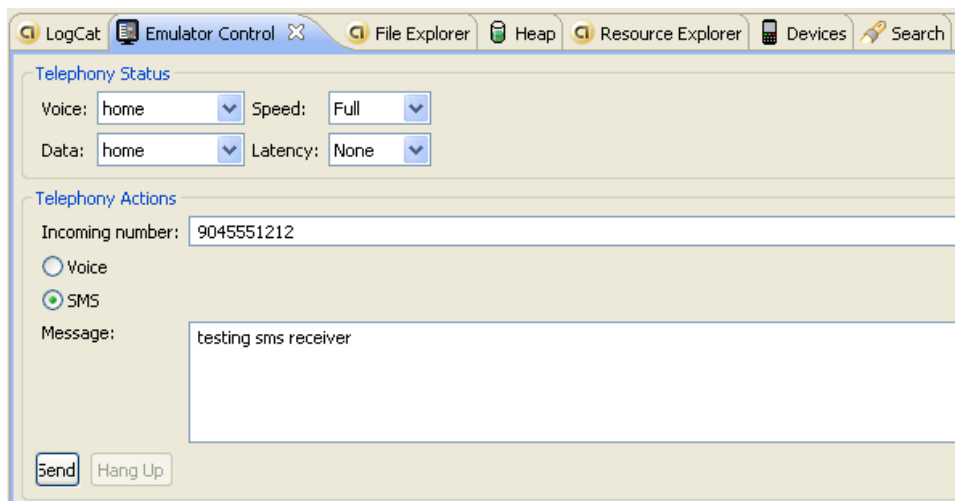 LogCat Emulator Control File Explorer Heap Resource Explorer Devices Search
Telephony Status
Voice: home Speed: Full
Data: home Latency: None
Telephony Actions
Incoming number: 9045551212
Voice
SMS
Message: testing sms receiver
Send Hang Up